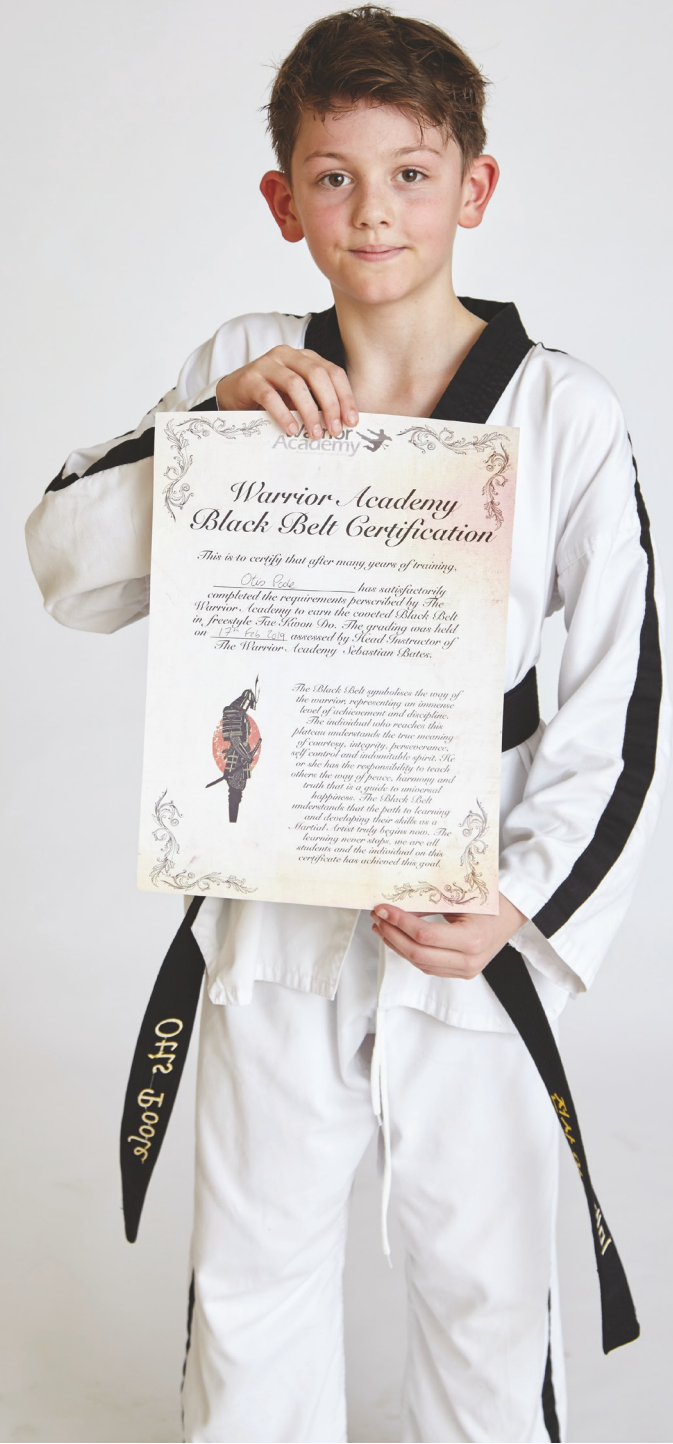 Warrior
Academy
Warrior Academy
Black Belt Certification
This is to certify that after many years of training,
Otis Poole has satisfactorily
completed the requirements perscribed by The
Warrior Academy to earn the coveted Black Belt
in freestyle Tae Kwon Do. The grading was held
on 17th Feb 2019 assessed by Head Instructor of
The Warrior Academy Sebastian Bates.
The Black Belt symbolises the way of
the warrior, representing an immense
level of achievement and discipline.
The individual who reaches this
plateau understands the true meaning
of courtesy, integrity, perseverance,
self control and indomitable spirit. He
or she has the responsibility to teach
others the way of peace, harmony and
truth that is a guide to universal
happiness. The Black Belt
understands that the path to learning
and developing their skills as a
Martial Artist truly begins now. The
learning never stops, we are all
students and the individual on this
certificate has achieved this goal.
Otis Poole